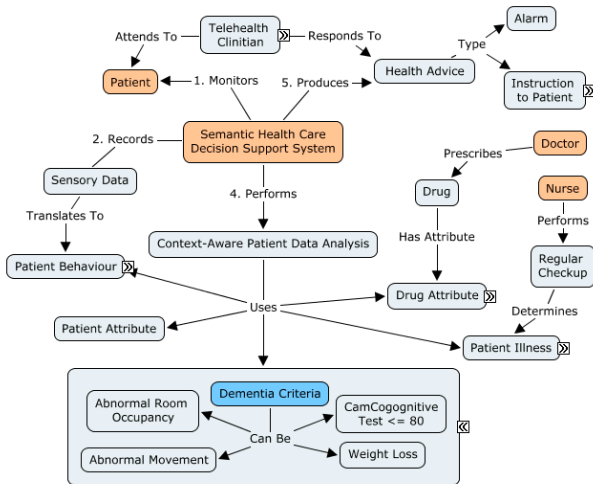 Telehealth
Clinitian
Alarm
Attends To
Responds To
Type
Patient
1. Monitors
5. Produces
Health Advice
Instruction
to Patient
Semantic Health Care
Decision Support System
2. Records
Doctor
Prescribes
Sensory Data
4. Performs
Drug
Nurse
Translates To
Performs
Has Attribute
Context-Aware Patient Data Analysis
Regular
Checkup
Patient Behaviour
Drug Attribute
Uses
Determines
Patient Attribute
Patient Illness
Dementia Criteria
Abnormal Room
Occupancy
CamCogognitive
Test <= 80
Can Be
Abnormal Movement
Weight Loss